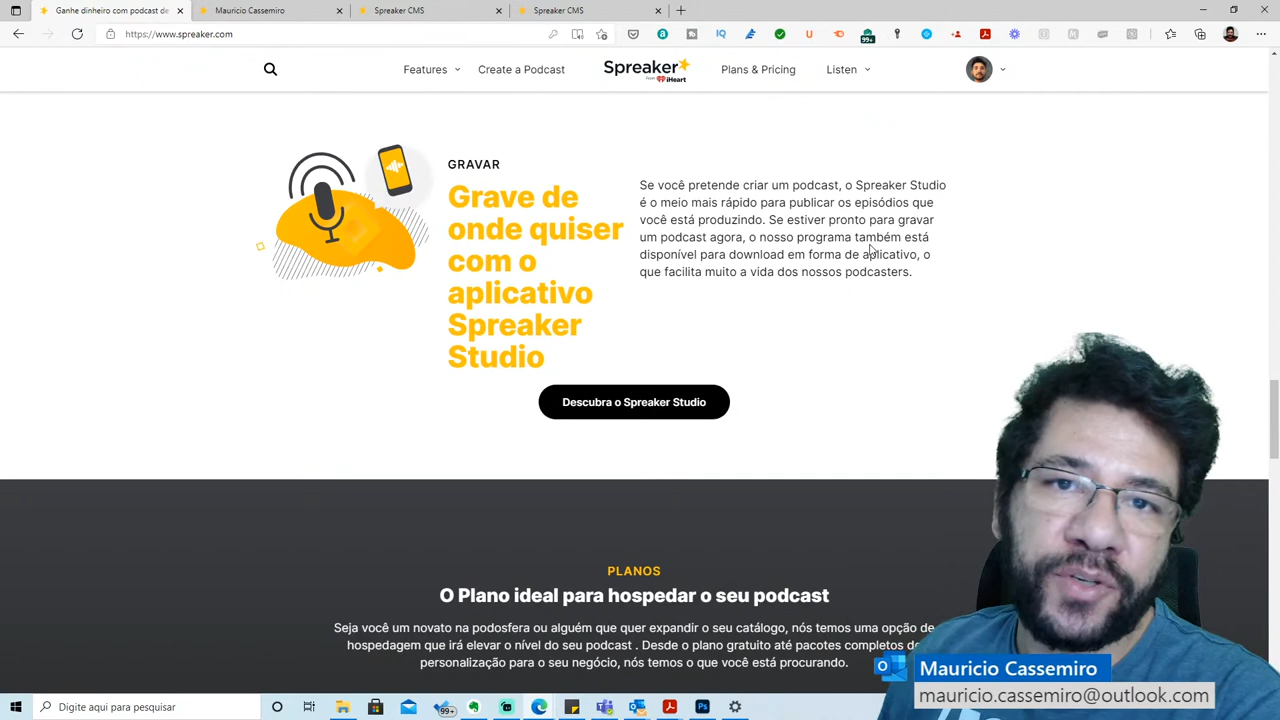 Ganhe dinheiro com podcast de
Mauricio Cassemiro
Spreaker CMS
Spreaker CMS
https://www.spreaker.com
IQ
99+
Features
Create a Podcast
Spreaker
iHeart
Plans & Pricing
Listen
GRAVAR
Grave de
onde quiser
com o
aplicativo
Spreaker
Studio
Se você pretende criar um podcast, o Spreaker Studio
é o meio mais rápido para publicar os episódios que
você está produzindo. Se estiver pronto para gravar
um podcast agora, o nosso programa também está
disponível para download em forma de aplicativo, o
que facilita muito a vida dos nossos podcasters.
Descubra o Spreaker Studio
PLANOS
O Plano ideal para hospedar o seu podcast
Seja você um novato na podosfera ou alguém que quer expandir o seu catálogo, nós temos uma opção de
hospedagem que irá elevar o nível do seu podcast . Desde o plano gratuito até pacotes completos de
personalização para o seu negócio, nós temos o que você está procurando.
Mauricio Cassemiro
mauricio.cassemiro@outlook.com
Digite aqui para pesquisar
99+
Ps